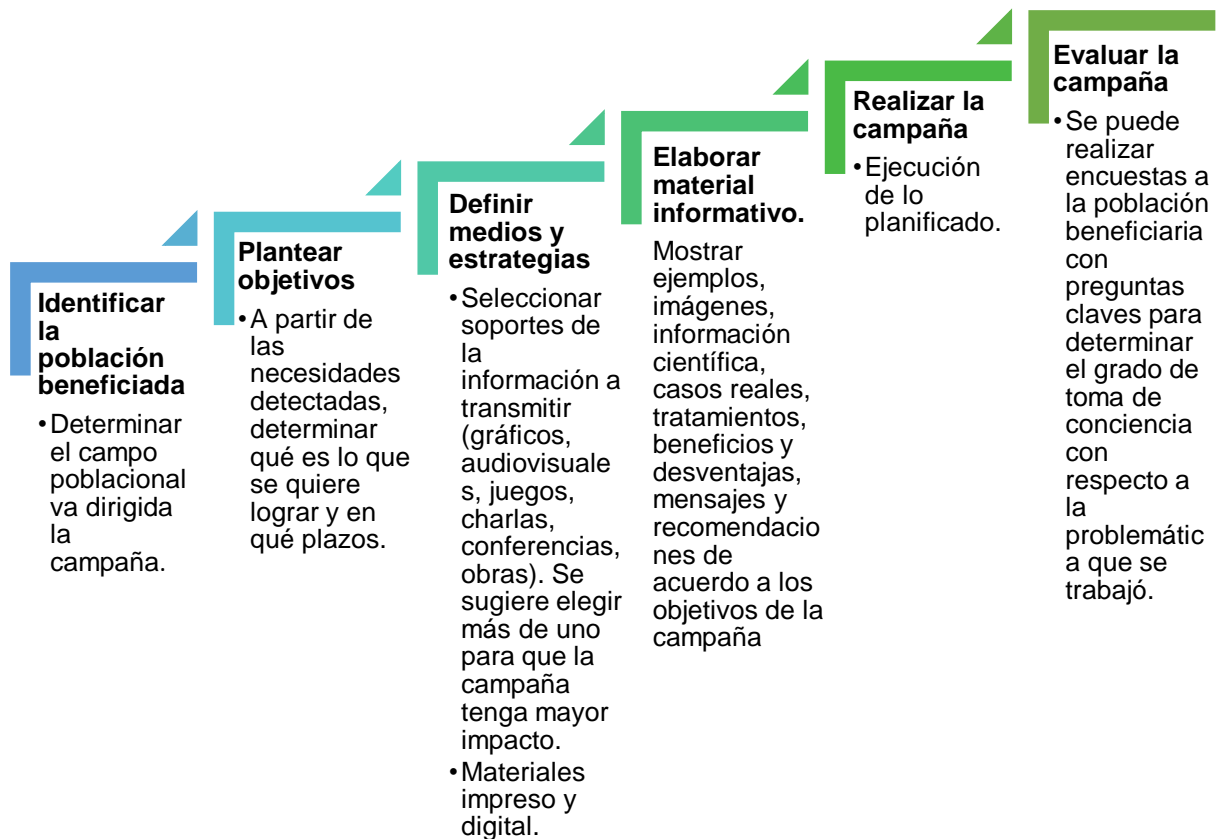 Identificar
la
población
beneficiada
•Determinar
el campo
poblacional
va dirigida
la
campaña.
Plantear
objetivos
•A partir de
las
necesidades
detectadas,
determinar
qué es lo que
se quiere
lograr y en
qué plazos.
Definir
medios y
estrategias
•Seleccionar
soportes de
la
información a
transmitir
(gráficos,
audiovisuale
s, juegos,
charlas,
conferencias,
obras). Se
sugiere elegir
más de uno
para que la
campaña
tenga mayor
impacto.
•Materiales
impreso y
digital.
Elaborar
material
informativo.
Mostrar
ejemplos,
imágenes,
información
científica,
casos reales,
tratamientos,
beneficios y
desventajas,
mensajes y
recomendacio
nes de
acuerdo a los
objetivos de la
campaña
Realizar la
campaña
•Ejecución
de lo
planificado.
Evaluar la
campaña
•Se puede
realizar
encuestas a
la población
beneficiaria
con
preguntas
claves para
determinar
el grado de
toma de
conciencia
con
respecto a
la
problemátic
a que se
trabajó.